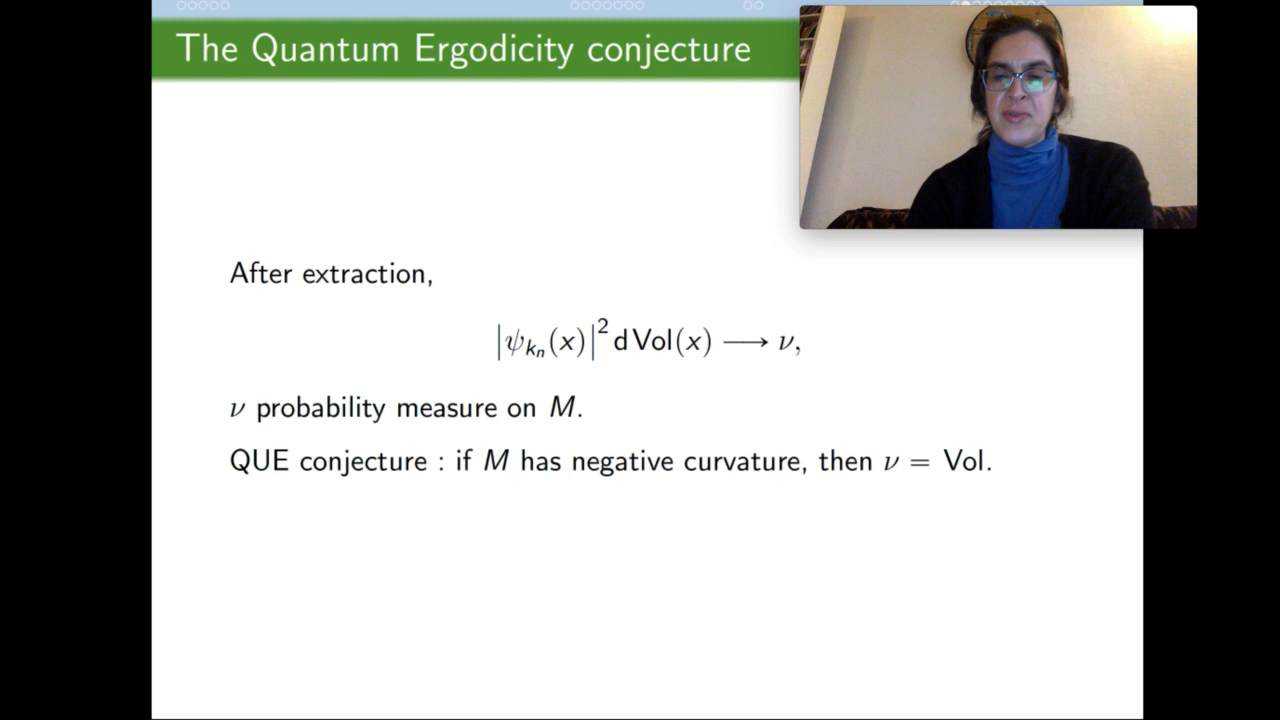 The Quantum Ergodicity conjecture
After extraction,
|ψ_{k_n}(x)|² d Vol(x) ⟶ ν,
ν probability measure on M.
QUE conjecture : if M has negative curvature, then ν = Vol.